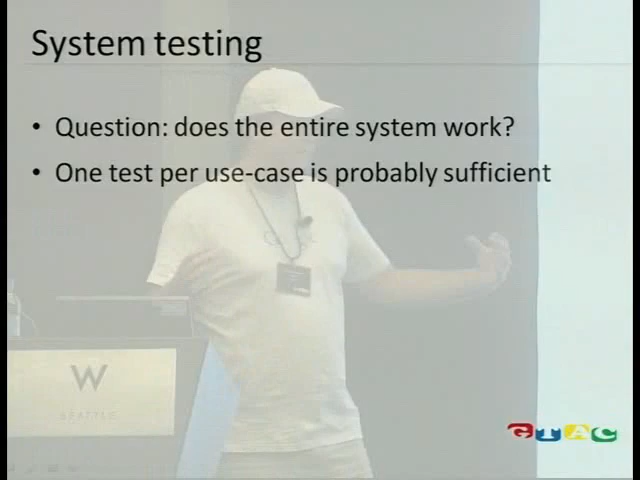 System testing
• Question: does the entire system work?
• One test per use-case is probably sufficient
W
SEATTLE
GTAC